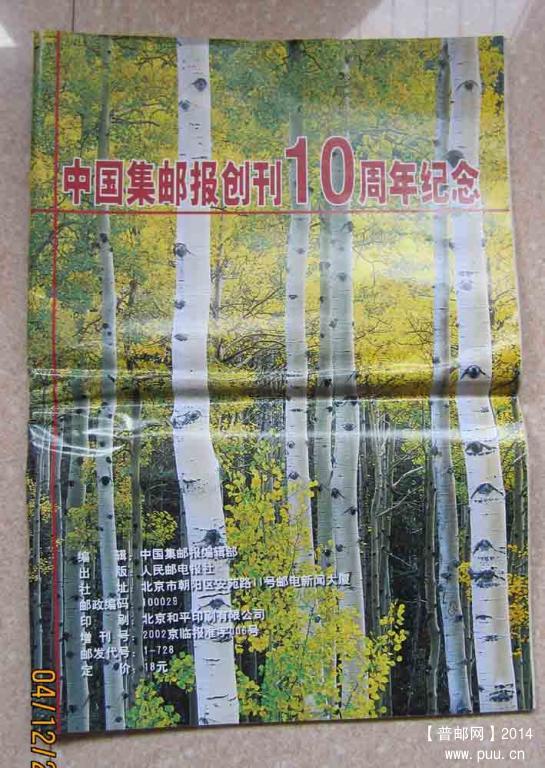 中国集邮报创刊10周年纪念
编 辑：中国集邮报编辑部
出 版：人民邮电报社
社 址：北京市朝阳区安苑路11号邮电新闻大厦
邮政编码：100029
印 刷：北京和平印刷有限公司
增 刊 号：2002京临报准字006号
邮发代号：1-728
定 价：18元
04/12/2
【普邮网】2014
www.puu.cn